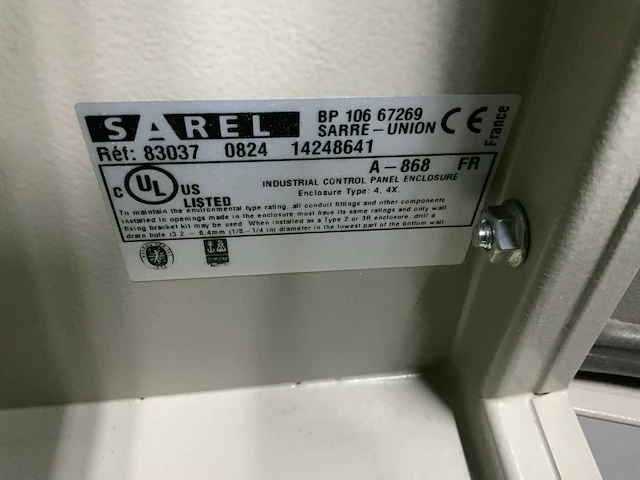 SAREL BP 106 67269
SARRE-UNION CE France
Réf: 83037 0824 14248641
A-868 FR
C UL US
LISTED
INDUSTRIAL CONTROL PANEL ENCLOSURE
Enclosure Type: 4, 4X.
To maintain the environmental type rating, all conduit fittings and other components
installed in openings made in the enclosure must have its same ratings and only wall
fixing bracket kit may be used. When installed as a Type 2 or 3R enclosure, drill a
drain hole (3.2 - 6.4mm (1/8-1/4 in) diameter in the lowest part of the bottom wall